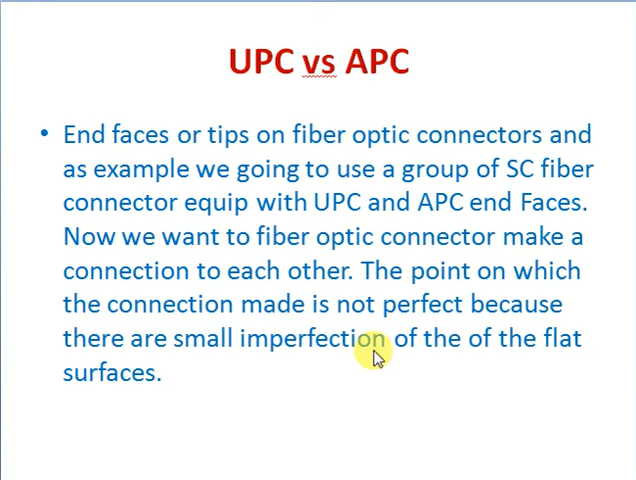 UPC vs APC
• End faces or tips on fiber optic connectors and
as example we going to use a group of SC fiber
connector equip with UPC and APC end Faces.
Now we want to fiber optic connector make a
connection to each other. The point on which
the connection made is not perfect because
there are small imperfection of the of the flat
surfaces.